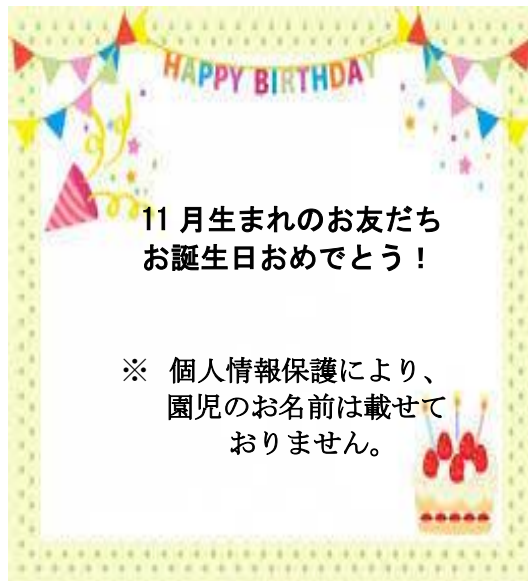 HAPPY BIRTHDAY
11 月生まれのお友だち
お誕生日おめでとう！
※ 個人情報保護により、
園児のお名前は載せて
おりません。